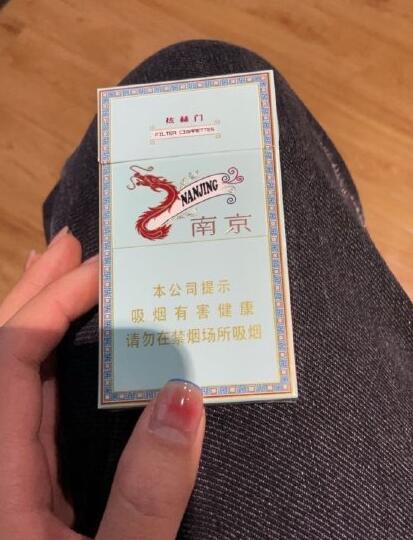 炫赫门
FILTER CIGARETTES
NANJING
南京
本公司提示
吸烟有害健康
请勿在禁烟场所吸烟